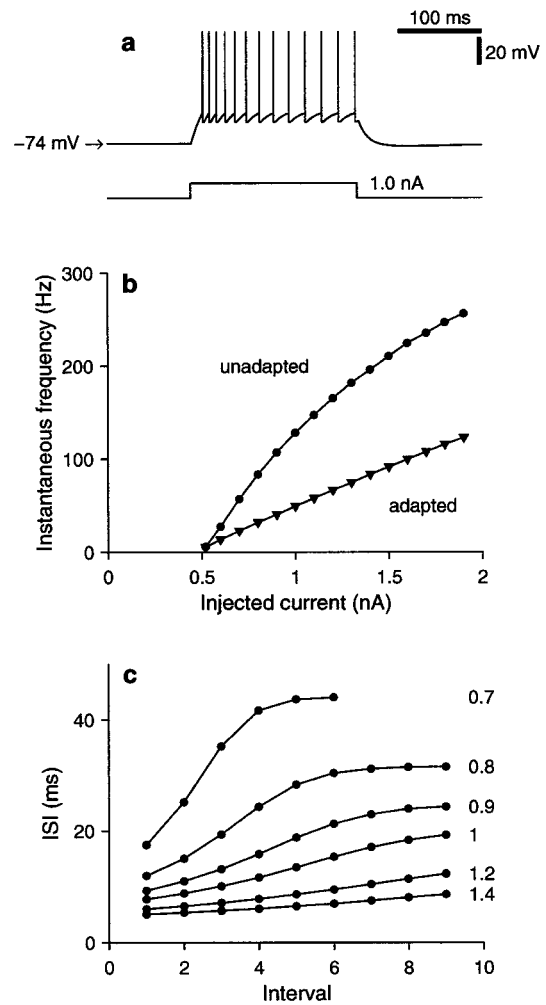 a
100 ms
20 mV
−74 mV →
1.0 nA
b
Instantaneous frequency (Hz)
300
200
100
0
unadapted
adapted
0 0.5 1 1.5 2
Injected current (nA)
c
ISI (ms)
40
20
0
0.7
0.8
0.9
1
1.2
1.4
0 2 4 6 8 10
Interval